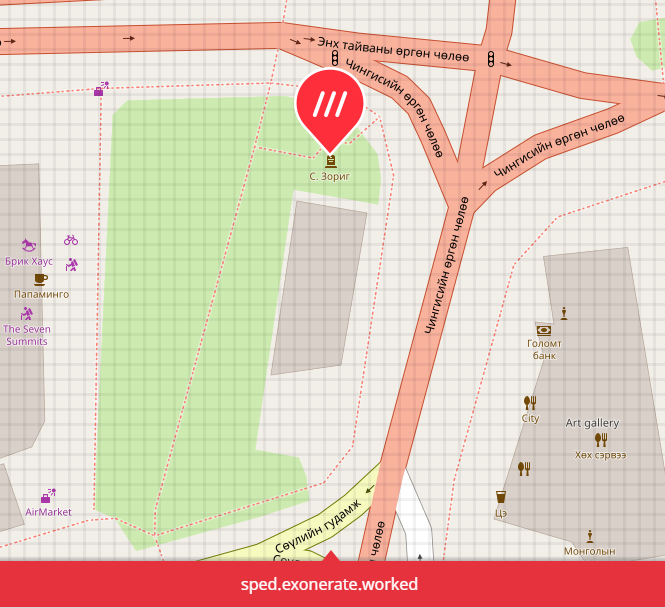 Энх тайваны өргөн чөлөө
Чингисийн өргөн чөлөө
Чингисийн өргөн чөлөө
С. Зориг
Чингисийн өргөн чөлөө
Брик Хаус
Папаминго
The Seven
Summits
Голомт
банк
City
Art gallery
Хөх сэрвээ
AirMarket
Цэ
Сөүлийн гудамж
чөлөө
Монголын
sped.exonerate.worked